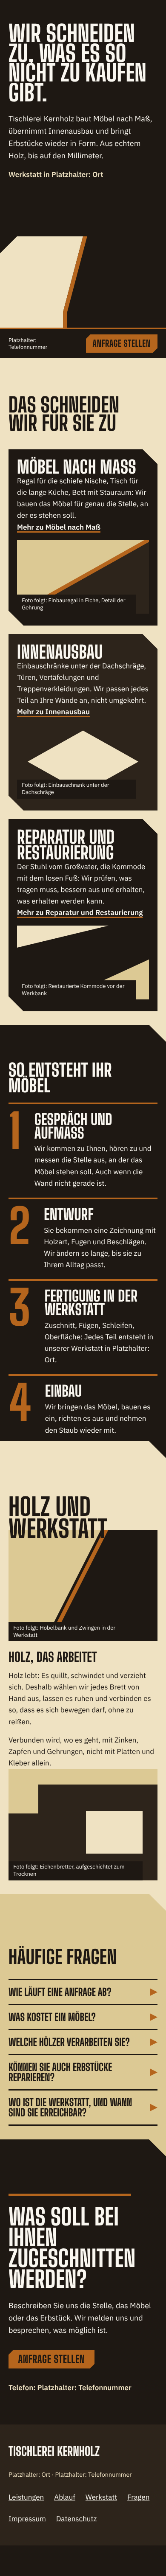 WIR SCHNEIDEN
ZU, WAS ES SO
NICHT ZU KAUFEN
GIBT.
Tischlerei Kernholz baut Möbel nach Maß,
übernimmt Innenausbau und bringt
Erbstücke wieder in Form. Aus echtem
Holz, bis auf den Millimeter.
Werkstatt in Platzhalter: Ort
Platzhalter:
Telefonnummer
ANFRAGE STELLEN
DAS SCHNEIDEN
WIR FÜR SIE ZU
MÖBEL NACH MASS
Regal für die schiefe Nische, Tisch für
die lange Küche, Bett mit Stauraum: Wir
bauen das Möbel für genau die Stelle, an
der es stehen soll.
Mehr zu Möbel nach Maß
Foto folgt: Einbauregal in Eiche, Detail der
Gehrung
INNENAUSBAU
Einbauschränke unter der Dachschräge,
Türen, Vertäfelungen und
Treppenverkleidungen. Wir passen jedes
Teil an Ihre Wände an, nicht umgekehrt.
Mehr zu Innenausbau
Foto folgt: Einbauschrank unter der
Dachschräge
REPARATUR UND
RESTAURIERUNG
Der Stuhl vom Großvater, die Kommode
mit dem losen Fuß: Wir prüfen, was
tragen muss, bessern aus und erhalten,
was erhalten werden kann.
Mehr zu Reparatur und Restaurierung
Foto folgt: Restaurierte Kommode vor der
Werkbank
SO ENTSTEHT IHR
MÖBEL
1
GESPRÄCH UND
AUFMASS
Wir kommen zu Ihnen, hören zu und
messen die Stelle aus, an der das
Möbel stehen soll. Auch wenn die
Wand nicht gerade ist.
2
ENTWURF
Sie bekommen eine Zeichnung mit
Holzart, Fugen und Beschlägen.
Wir ändern so lange, bis sie zu
Ihrem Alltag passt.
3
FERTIGUNG IN DER
WERKSTATT
Zuschnitt, Fügen, Schleifen,
Oberfläche: Jedes Teil entsteht in
unserer Werkstatt in Platzhalter:
Ort.
4
EINBAU
Wir bringen das Möbel, bauen es
ein, richten es aus und nehmen
den Staub wieder mit.
HOLZ UND
WERKSTATT
Foto folgt: Hobelbank und Zwingen in der
Werkstatt
HOLZ, DAS ARBEITET
Holz lebt: Es quillt, schwindet und verzieht
sich. Deshalb wählen wir jedes Brett von
Hand aus, lassen es ruhen und verbinden es
so, dass es sich bewegen darf, ohne zu
reißen.
Verbunden wird, wo es geht, mit Zinken,
Zapfen und Gehrungen, nicht mit Platten und
Kleber allein.
Foto folgt: Eichenbretter, aufgeschichtet zum
Trocknen
HÄUFIGE FRAGEN
WIE LÄUFT EINE ANFRAGE AB?
WAS KOSTET EIN MÖBEL?
WELCHE HÖLZER VERARBEITEN SIE?
KÖNNEN SIE AUCH ERBSTÜCKE
REPARIEREN?
WO IST DIE WERKSTATT, UND WANN
SIND SIE ERREICHBAR?
WAS SOLL BEI
IHNEN
ZUGESCHNITTEN
WERDEN?
Beschreiben Sie uns die Stelle, das Möbel
oder das Erbstück. Wir melden uns und
besprechen, was möglich ist.
ANFRAGE STELLEN
Telefon: Platzhalter: Telefonnummer
TISCHLEREI KERNHOLZ
Platzhalter: Ort · Platzhalter: Telefonnummer
Leistungen Ablauf Werkstatt Fragen
Impressum Datenschutz